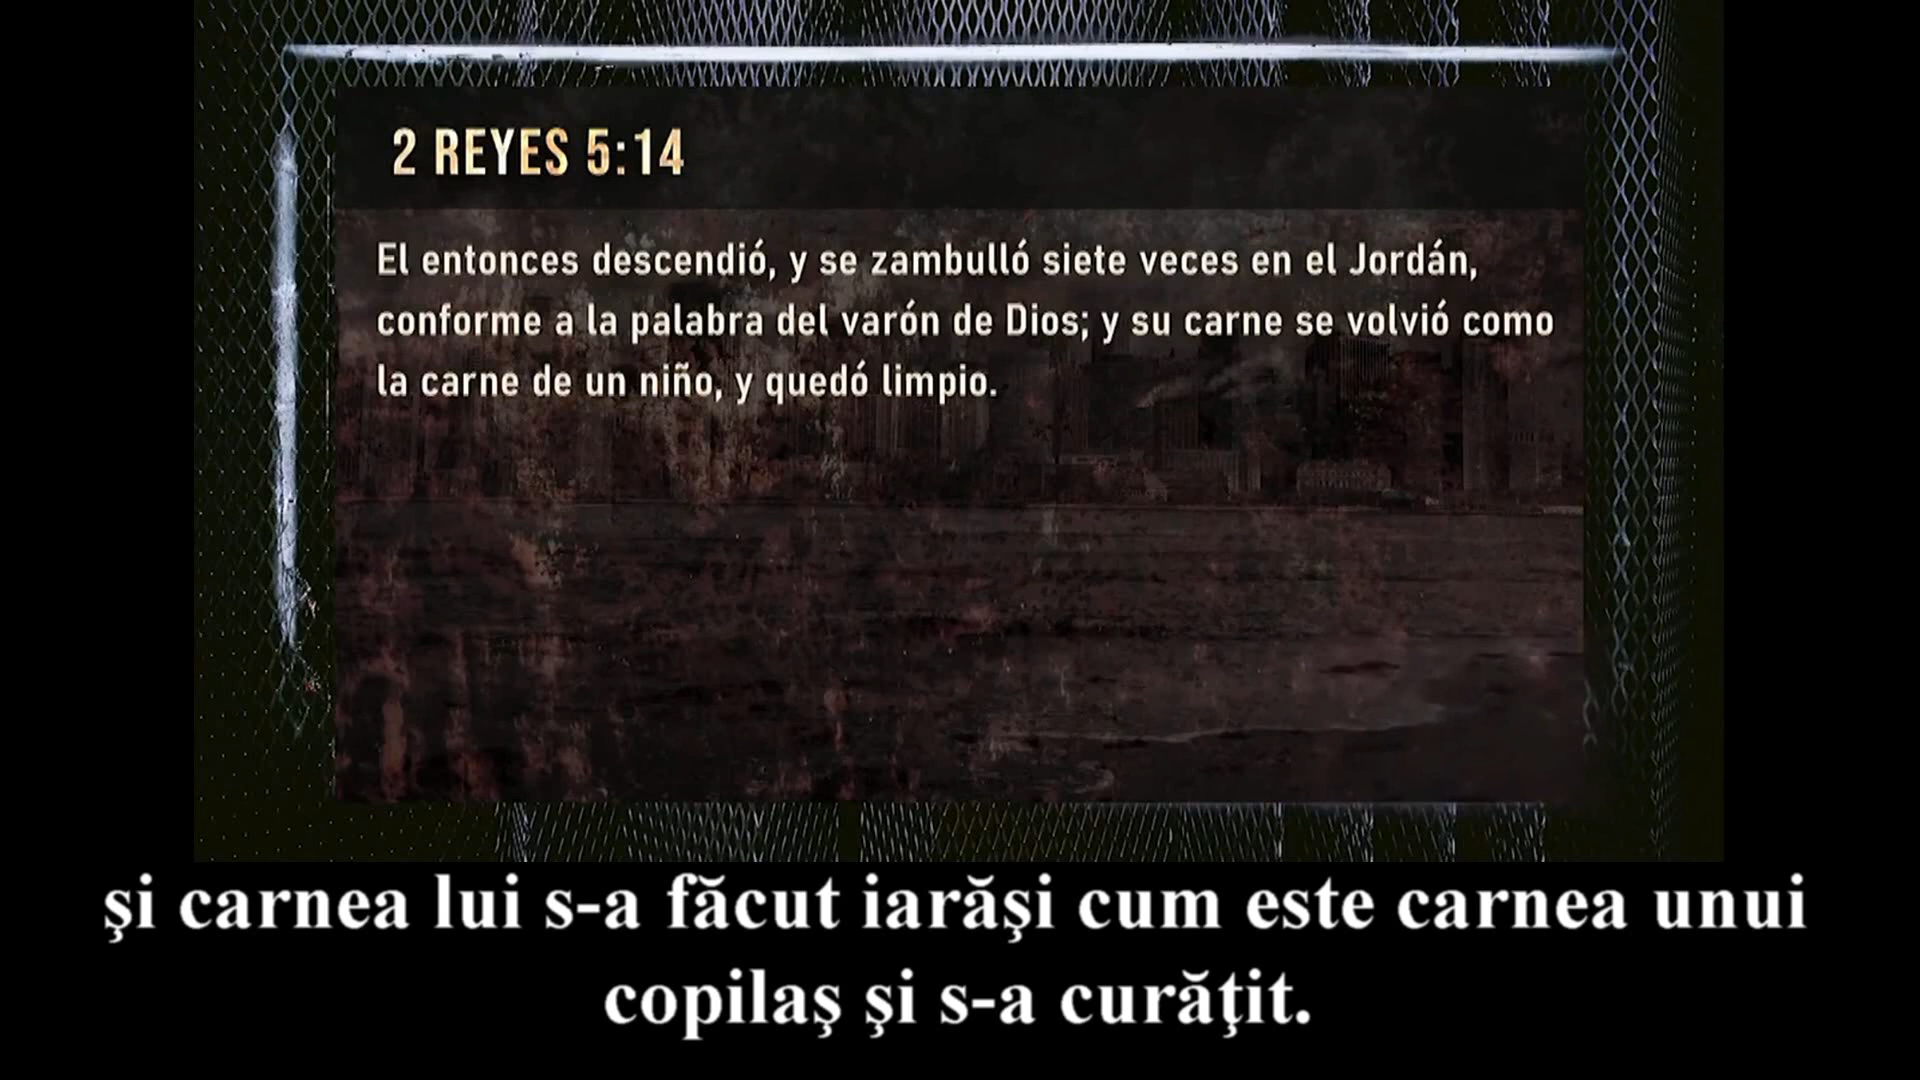 2 REYES 5:14
El entonces descendió, y se zambulló siete veces en el Jordán,
conforme a la palabra del varón de Dios; y su carne se volvió como
la carne de un niño, y quedó limpio.
şi carnea lui s-a făcut iarăşi cum este carnea unui
copilaş şi s-a curăţit.